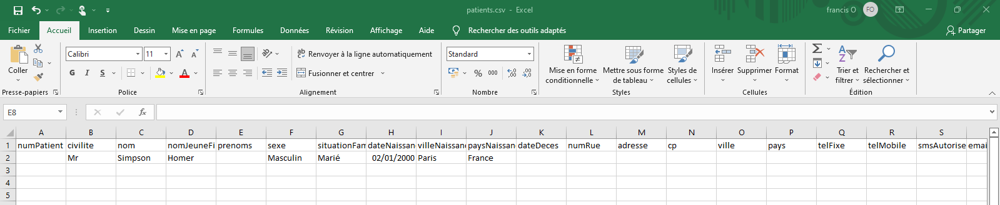 patients.csv - Excel
francis O
FO
Fichier Accueil Insertion Dessin Mise en page Formules Données Révision Affichage Aide Rechercher des outils adaptés Partager
Coller
Presse-papiers
Calibri 11 A A
G I S A
Police
ab Renvoyer à la ligne automatiquement
Fusionner et centrer
Alignement
Standard
% 000 ,00 ,00
Nombre
Mise en forme conditionnelle
Mettre sous forme de tableau
Styles de cellules
Styles
Insérer Supprimer Format
Cellules
Trier et filtrer
Rechercher et sélectionner
Édition
E8 fx
A B C D E F G H I J K L M N O P Q R S
1 numPatient civilite nom nomJeuneFi prenoms sexe situationFam dateNaissan villeNaissan paysNaissan dateDeces numRue adresse cp ville pays telFixe telMobile smsAutorise emai
2 Mr Simpson Homer Masculin Marié 02/01/2000 Paris France
3
4
5